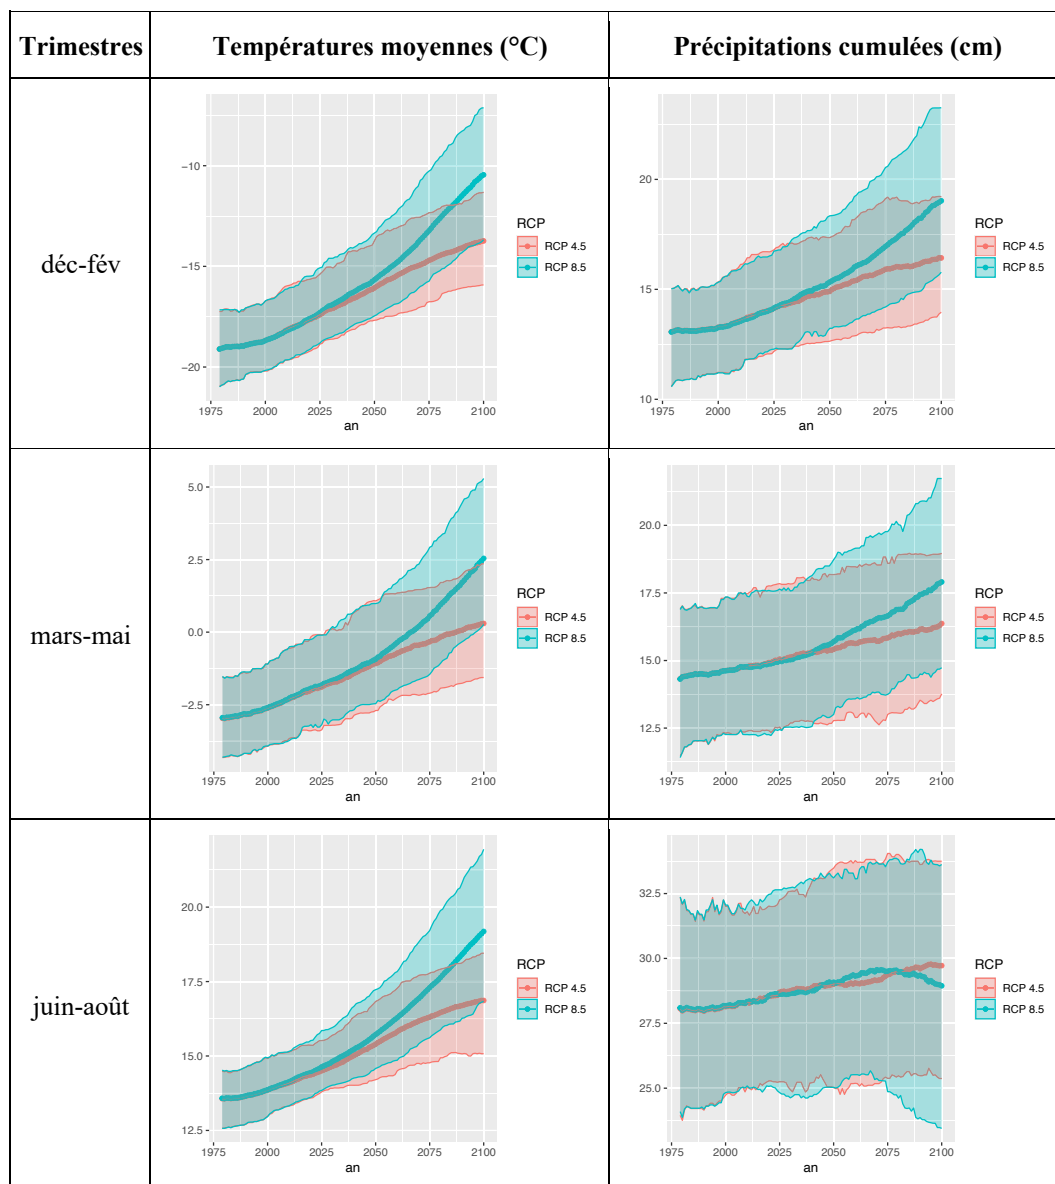 Trimestres Températures moyennes (°C) Précipitations cumulées (cm)
déc-fév
−10
−15
−20
1975 2000 2025 2050 2075 2100
an
RCP
RCP 4.5
RCP 8.5
20
15
10
1975 2000 2025 2050 2075 2100
an
RCP
RCP 4.5
RCP 8.5
mars-mai
5.0
2.5
0.0
−2.5
1975 2000 2025 2050 2075 2100
an
RCP
RCP 4.5
RCP 8.5
20.0
17.5
15.0
12.5
1975 2000 2025 2050 2075 2100
an
RCP
RCP 4.5
RCP 8.5
juin-août
20.0
17.5
15.0
12.5
1975 2000 2025 2050 2075 2100
an
RCP
RCP 4.5
RCP 8.5
32.5
30.0
27.5
25.0
1975 2000 2025 2050 2075 2100
an
RCP
RCP 4.5
RCP 8.5